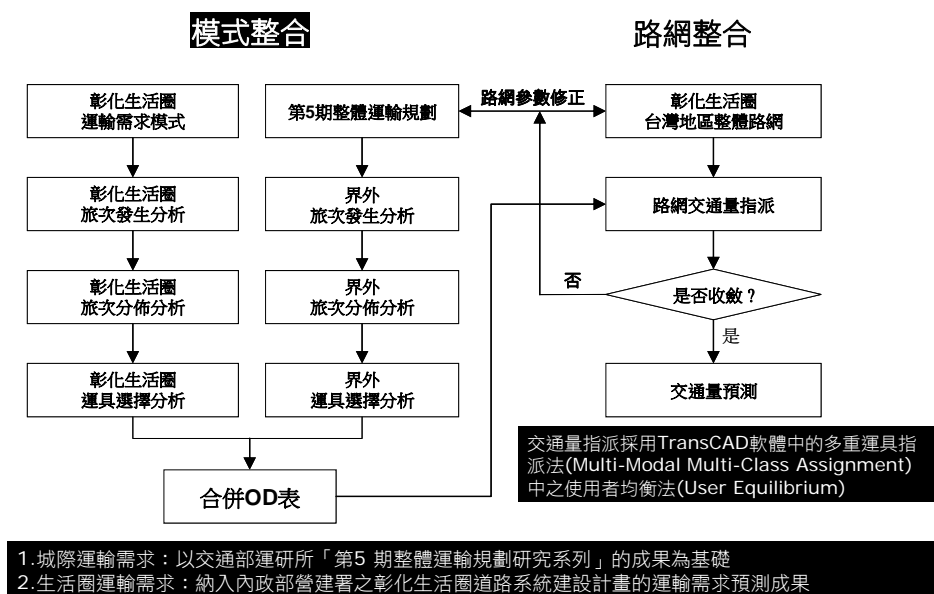 模式整合
路網整合
彰化生活圈
運輸需求模式
第5期整體運輸規劃
路網參數修正
彰化生活圈
台灣地區整體路網
彰化生活圈
旅次發生分析
界外
旅次發生分析
路網交通量指派
彰化生活圈
旅次分佈分析
界外
旅次分佈分析
否
是否收斂？
是
彰化生活圈
運具選擇分析
界外
運具選擇分析
交通量預測
合併OD表
交通量指派採用TransCAD軟體中的多重運具指
派法(Multi-Modal Multi-Class Assignment)
中之使用者均衡法(User Equilibrium)
1.城際運輸需求：以交通部運研所「第5 期整體運輸規劃研究系列」的成果為基礎
2.生活圈運輸需求：納入內政部營建署之彰化生活圈道路系統建設計畫的運輸需求預測成果